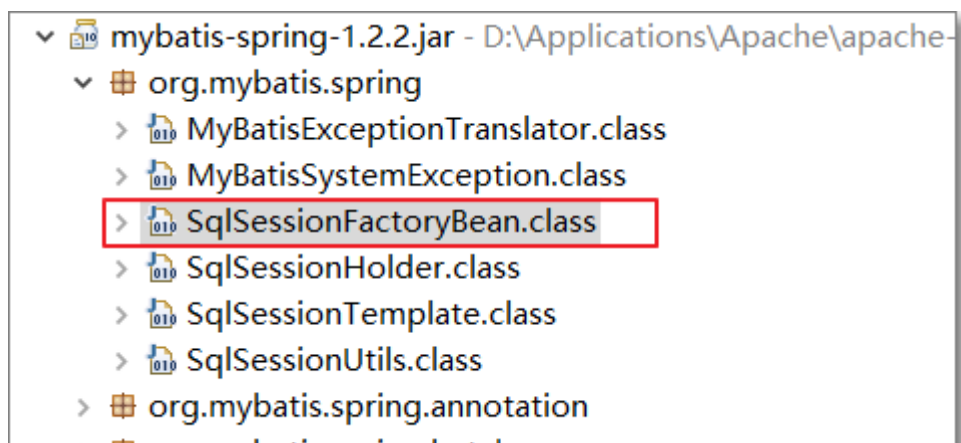 mybatis-spring-1.2.2.jar - D:\Applications\Apache\apache-
org.mybatis.spring
MyBatisExceptionTranslator.class
MyBatisSystemException.class
SqlSessionFactoryBean.class
SqlSessionHolder.class
SqlSessionTemplate.class
SqlSessionUtils.class
org.mybatis.spring.annotation